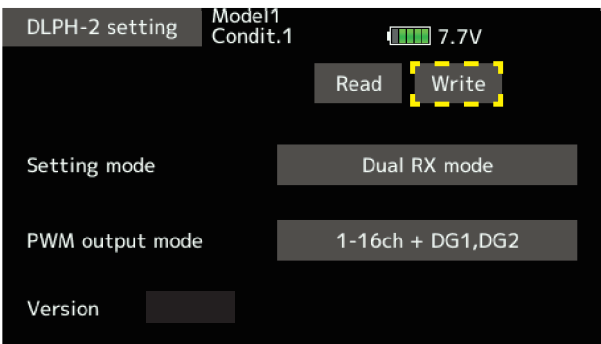 DLPH-2 setting
Model1
Condit.1
7.7V
Read
Write
Setting mode
Dual RX mode
PWM output mode
1-16ch + DG1,DG2
Version